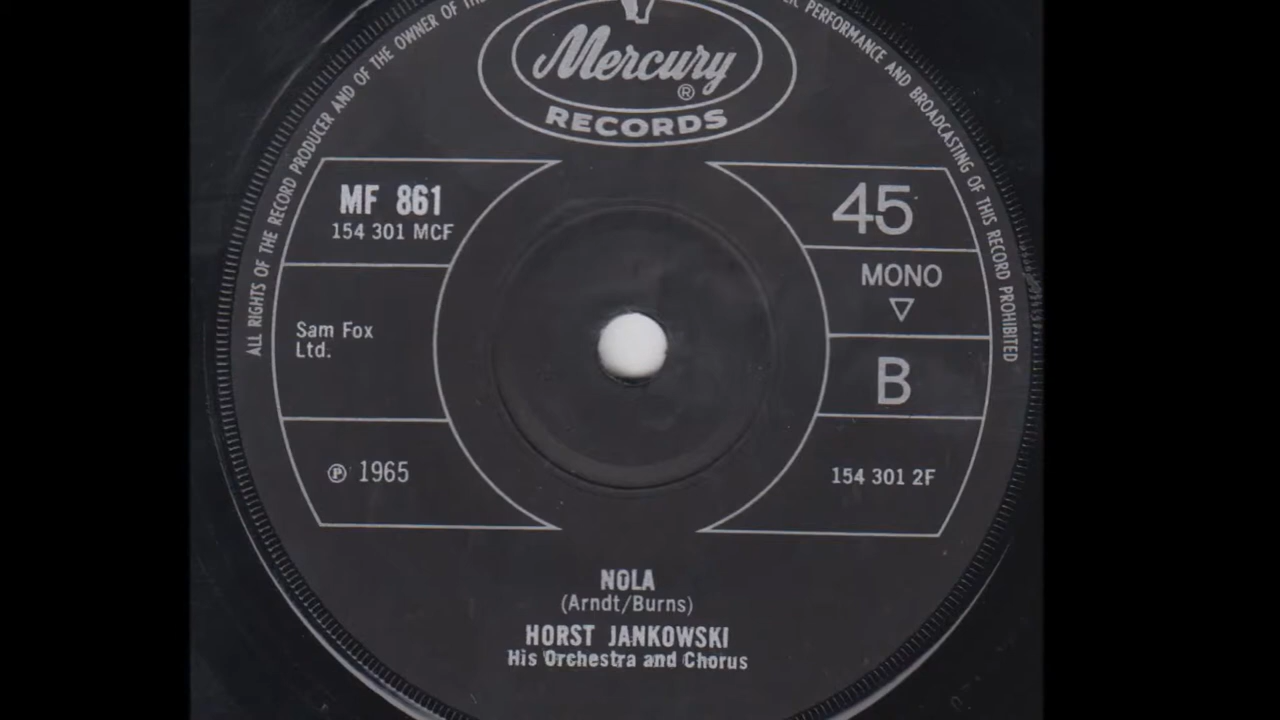 Mercury
®
RECORDS
ALL RIGHTS OF THE RECORD PRODUCER AND OF THE OWNER OF THE
PERFORMANCE AND BROADCASTING OF THIS RECORD PROHIBITED
MF 861
154 301 MCF
Sam Fox
Ltd.
℗ 1965
45
MONO
▽
B
154 301 2F
NOLA
(Arndt/Burns)
HORST JANKOWSKI
His Orchestra and Chorus